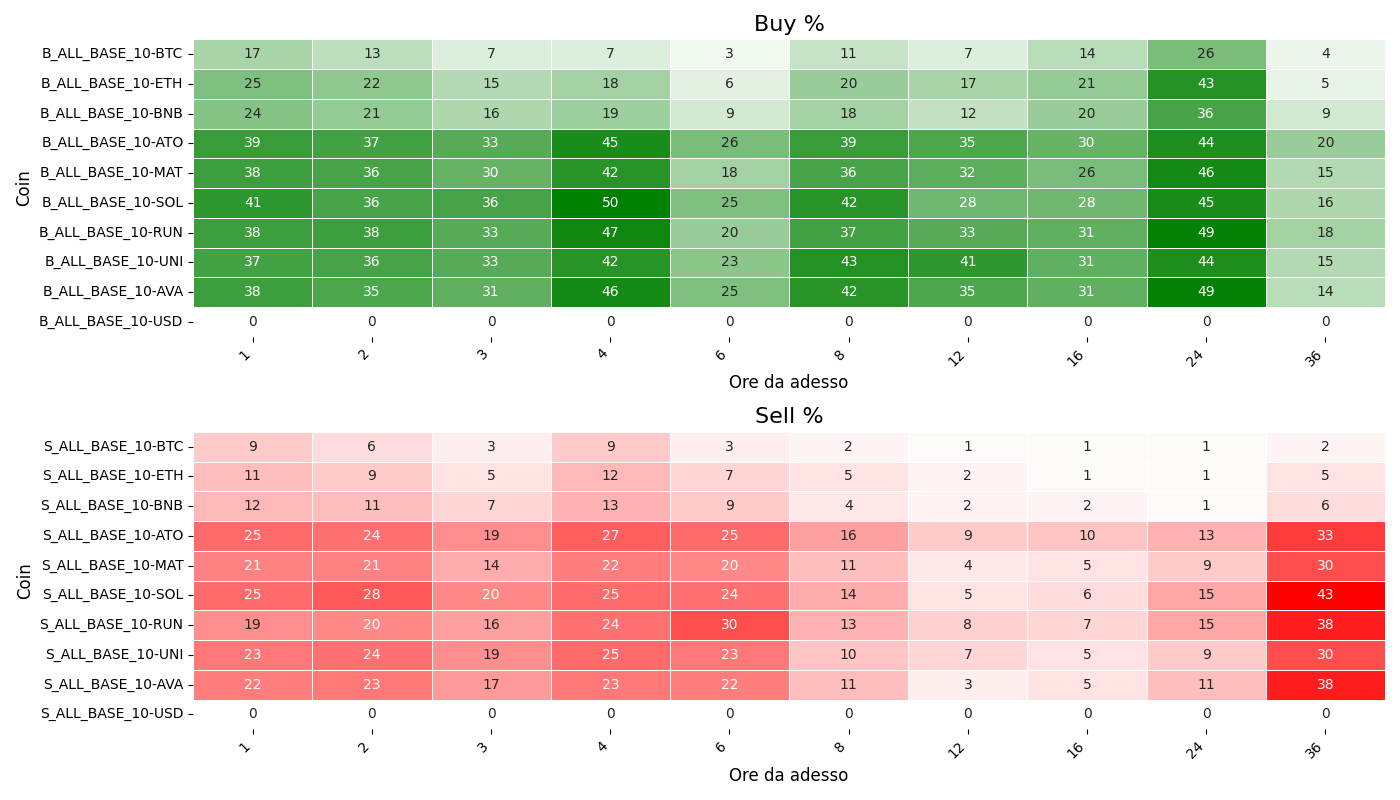 Buy %
Coin
B_ALL_BASE_10-BTC 17 13 7 7 3 11 7 14 26 4
B_ALL_BASE_10-ETH 25 22 15 18 6 20 17 21 43 5
B_ALL_BASE_10-BNB 24 21 16 19 9 18 12 20 36 9
B_ALL_BASE_10-ATO 39 37 33 45 26 39 35 30 44 20
B_ALL_BASE_10-MAT 38 36 30 42 18 36 32 26 46 15
B_ALL_BASE_10-SOL 41 36 36 50 25 42 28 28 45 16
B_ALL_BASE_10-RUN 38 38 33 47 20 37 33 31 49 18
B_ALL_BASE_10-UNI 37 36 33 42 23 43 41 31 44 15
B_ALL_BASE_10-AVA 38 35 31 46 25 42 35 31 49 14
B_ALL_BASE_10-USD 0 0 0 0 0 0 0 0 0 0
1 2 3 4 6 8 12 16 24 36
Ore da adesso
Sell %
Coin
S_ALL_BASE_10-BTC 9 6 3 9 3 2 1 1 1 2
S_ALL_BASE_10-ETH 11 9 5 12 7 5 2 1 1 5
S_ALL_BASE_10-BNB 12 11 7 13 9 4 2 2 1 6
S_ALL_BASE_10-ATO 25 24 19 27 25 16 9 10 13 33
S_ALL_BASE_10-MAT 21 21 14 22 20 11 4 5 9 30
S_ALL_BASE_10-SOL 25 28 20 25 24 14 5 6 15 43
S_ALL_BASE_10-RUN 19 20 16 24 30 13 8 7 15 38
S_ALL_BASE_10-UNI 23 24 19 25 23 10 7 5 9 30
S_ALL_BASE_10-AVA 22 23 17 23 22 11 3 5 11 38
S_ALL_BASE_10-USD 0 0 0 0 0 0 0 0 0 0
1 2 3 4 6 8 12 16 24 36
Ore da adesso